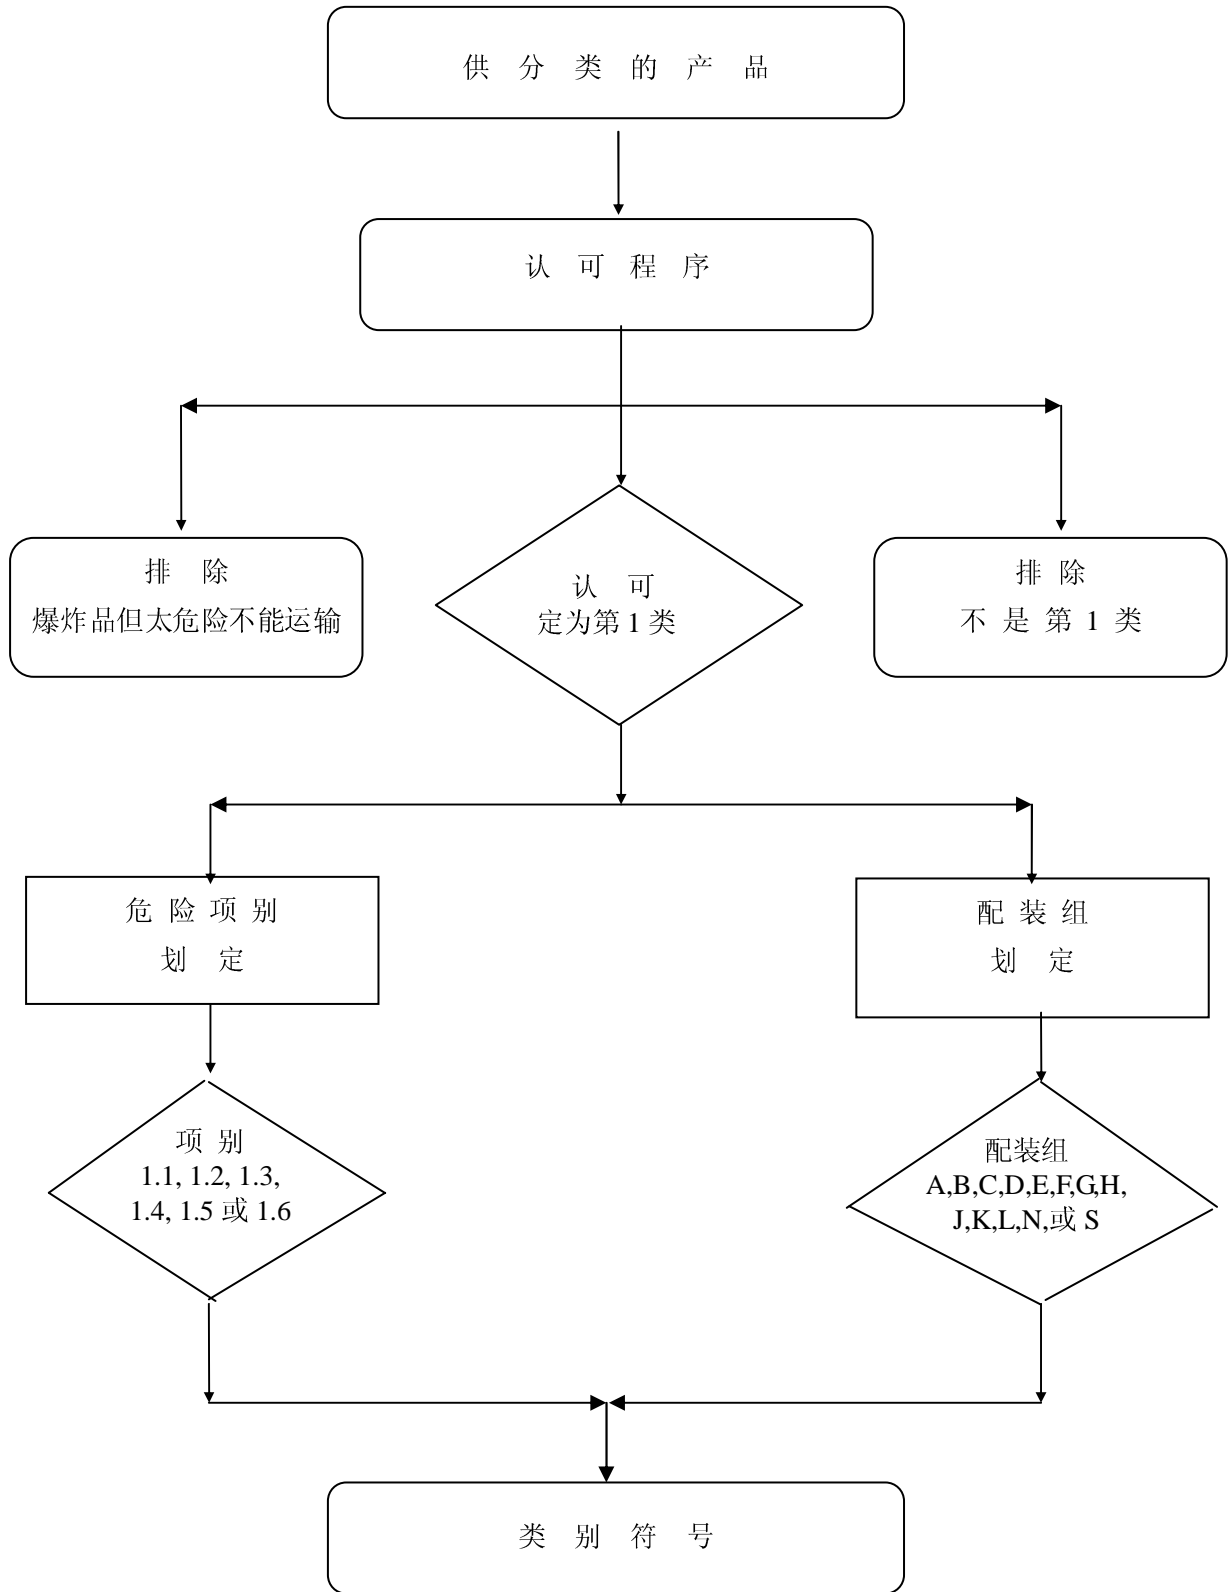 供 分 类 的 产 品
认 可 程 序
排 除
爆炸品但太危险不能运输
认 可
定为第 1 类
排 除
不 是 第 1 类
危 险 项 别
划 定
配 装 组
划 定
项 别
1.1, 1.2, 1.3,
1.4, 1.5 或 1.6
配装组
A,B,C,D,E,F,G,H,
J,K,L,N,或 S
类 别 符 号